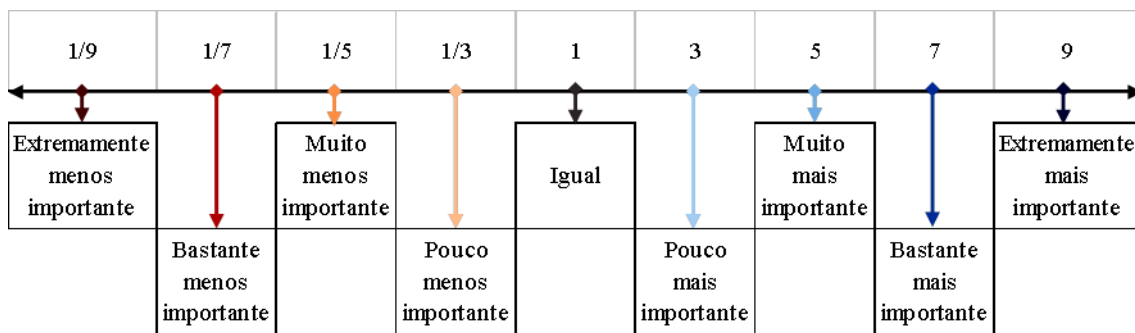 1/9 1/7 1/5 1/3 1 3 5 7 9
Extremamente
menos
importante
Bastante
menos
importante
Muito
menos
importante
Pouco
menos
importante
Igual
Pouco
mais
importante
Muito
mais
importante
Bastante
mais
importante
Extremamente
mais
importante